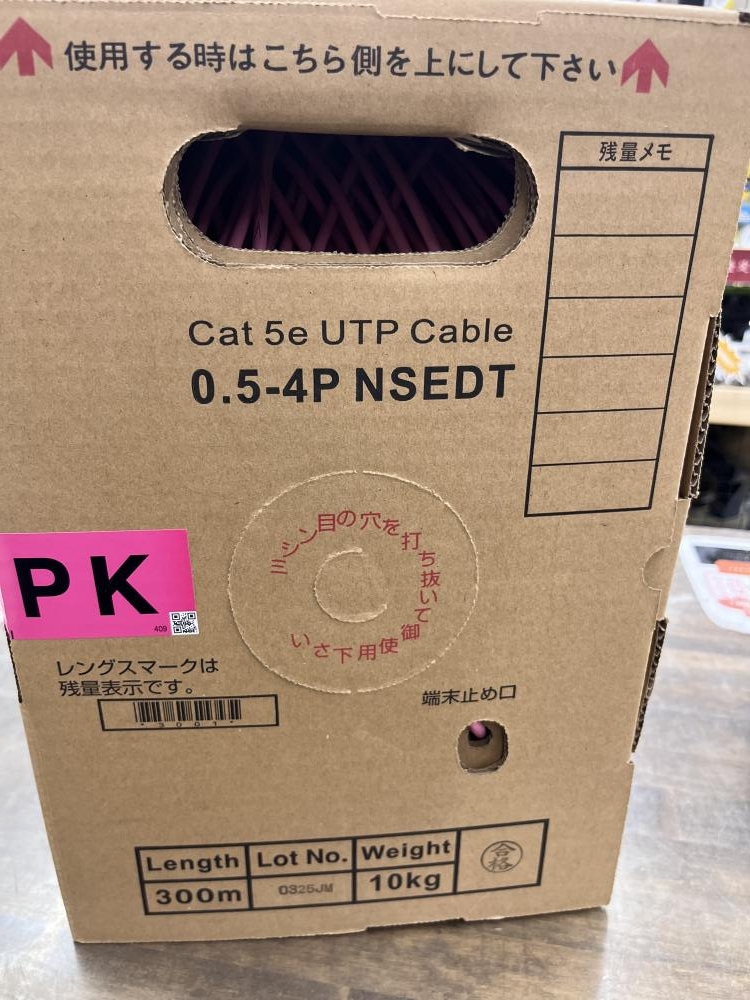 使用する時はこちら側を上にして下さい
残量メモ
Cat 5e UTP Cable
0.5-4P NSEDT
ミシン目の穴を打ち抜いて御使用下さい
PK
409
レングスマークは
残量表示です。
*3001*
端末止め口
Length Lot No. Weight
300m 0325JM 10kg
合格